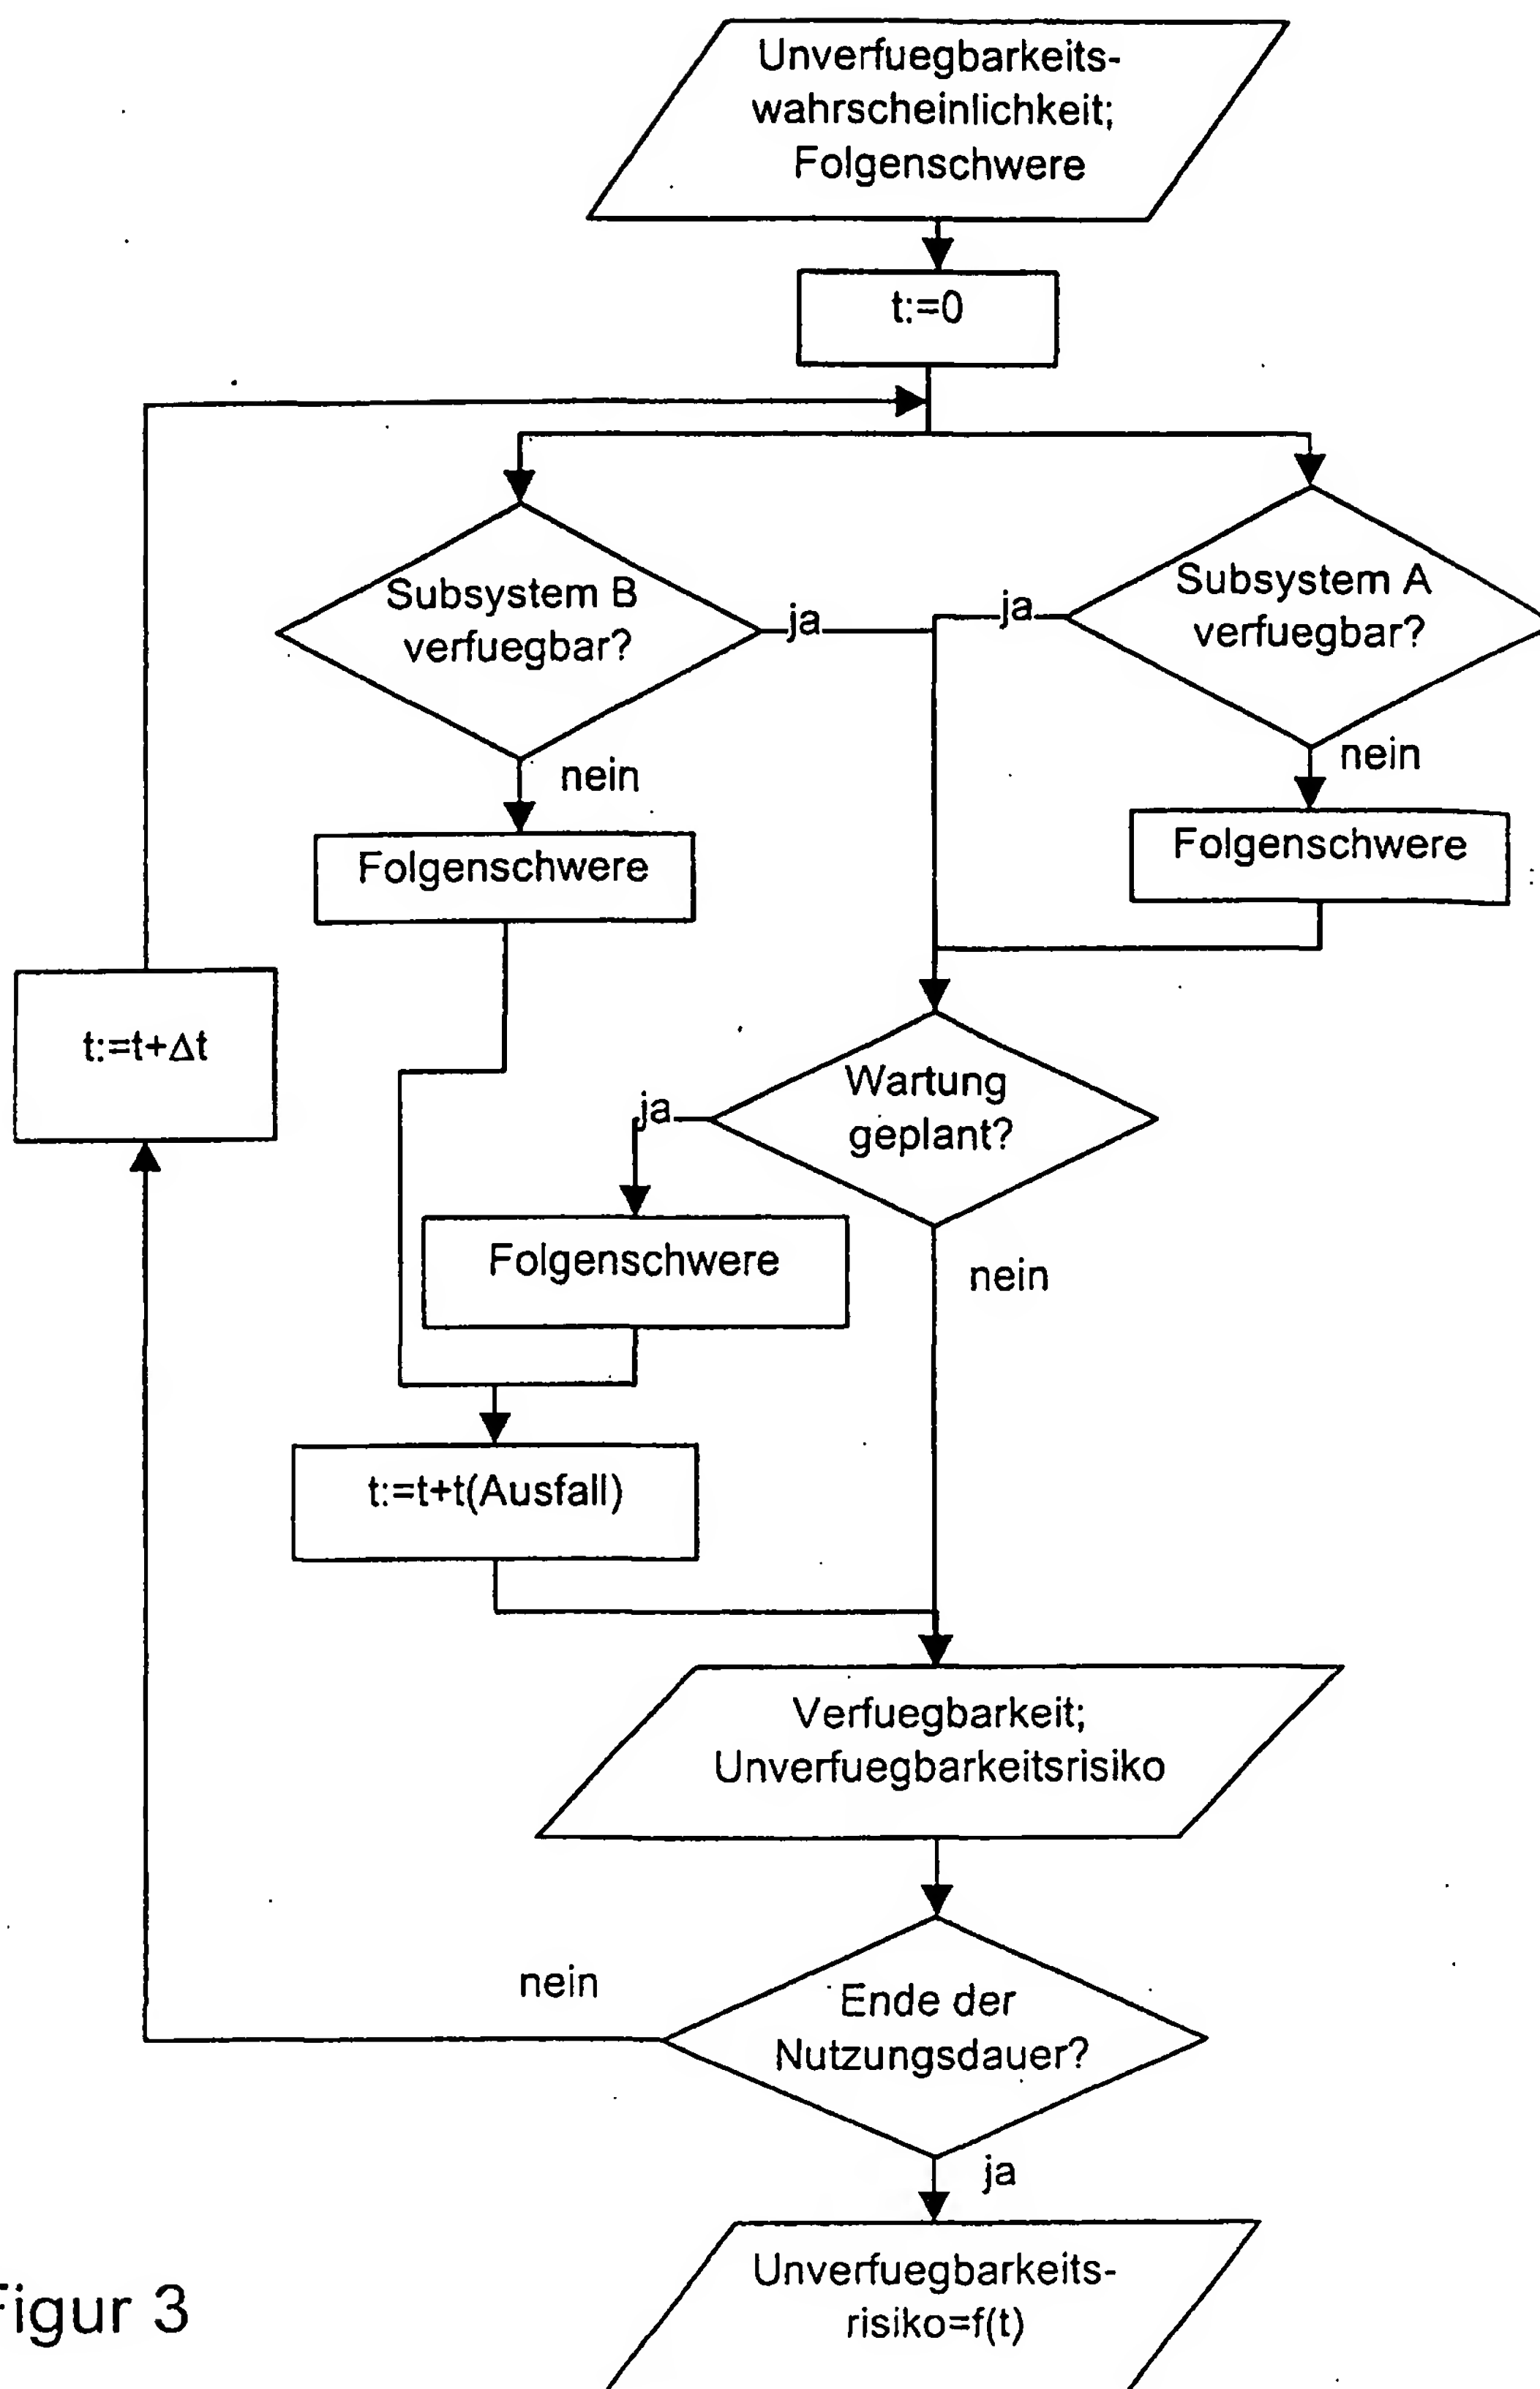 Unverfuegbarkeits-
wahrscheinlichkeit;
Folgenschwere
t:=0
Subsystem B
verfuegbar?
ja
ja
Subsystem A
verfuegbar?
nein
nein
Folgenschwere
Folgenschwere
t:=t+Δt
Wartung
geplant?
ja
Folgenschwere
nein
t:=t+t(Ausfall)
Verfuegbarkeit;
Unverfuegbarkeitsrisiko
nein
Ende der
Nutzungsdauer?
ja
Unverfuegbarkeits-
risiko=f(t)
Figur 3